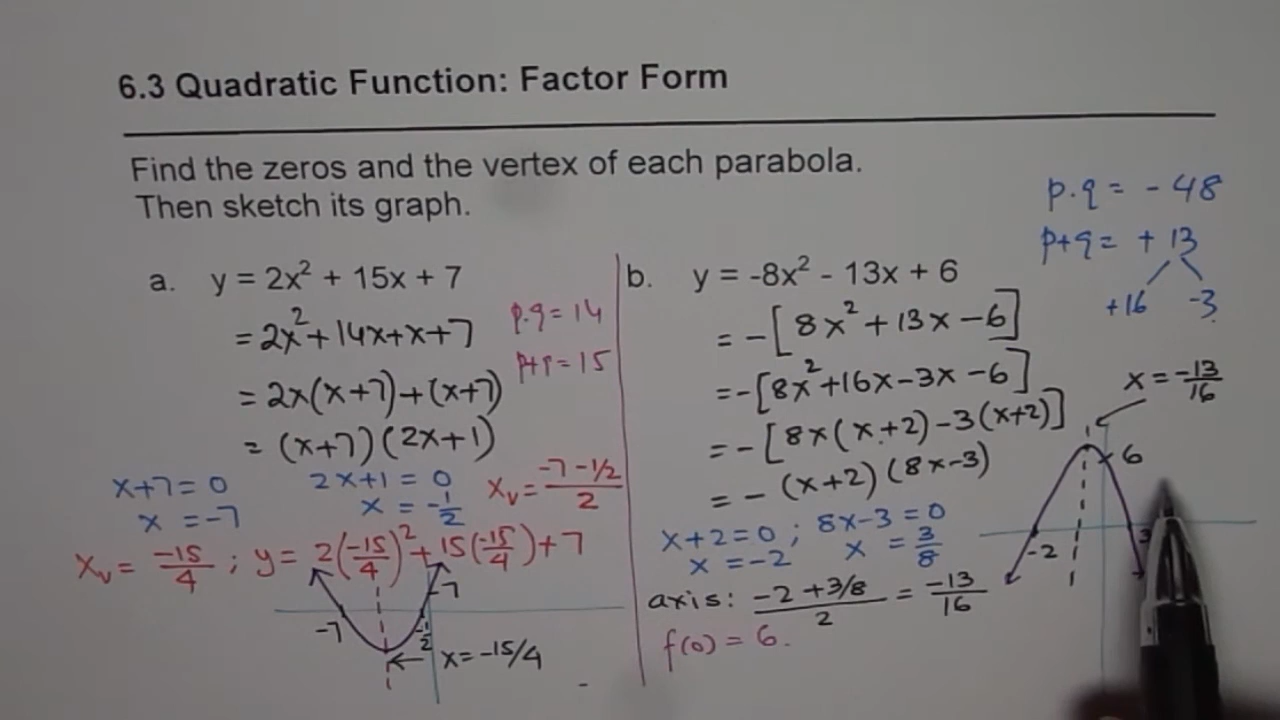 6.3 Quadratic Function: Factor Form
Find the zeros and the vertex of each parabola.
Then sketch its graph.
a. y = 2x² + 15x + 7
= 2x² + 14x + x + 7
p.q = 14
p+q = 15
= 2x(x+7)+(x+7)
= (x+7)(2x+1)
x+7 = 0
x = -7
2x+1 = 0
x = -1/2
xᵥ = (-7 - 1/2)/2
xᵥ = -15/4 ; y = 2(-15/4)² + 15(-15/4) + 7
7
-7
-1/2
x = -15/4
b. y = -8x² - 13x + 6
p.q = - 48
p+q = + 13
+16 -3
= -[8x² + 13x - 6]
= -[8x² + 16x - 3x - 6]
= -[8x(x+2) - 3(x+2)]
= - (x+2)(8x-3)
x+2 = 0 ; 8x-3 = 0
x = -2 x = 3/8
axis: (-2 + 3/8)/2 = -13/16
f(0) = 6.
x = -13/16
6
-2
3